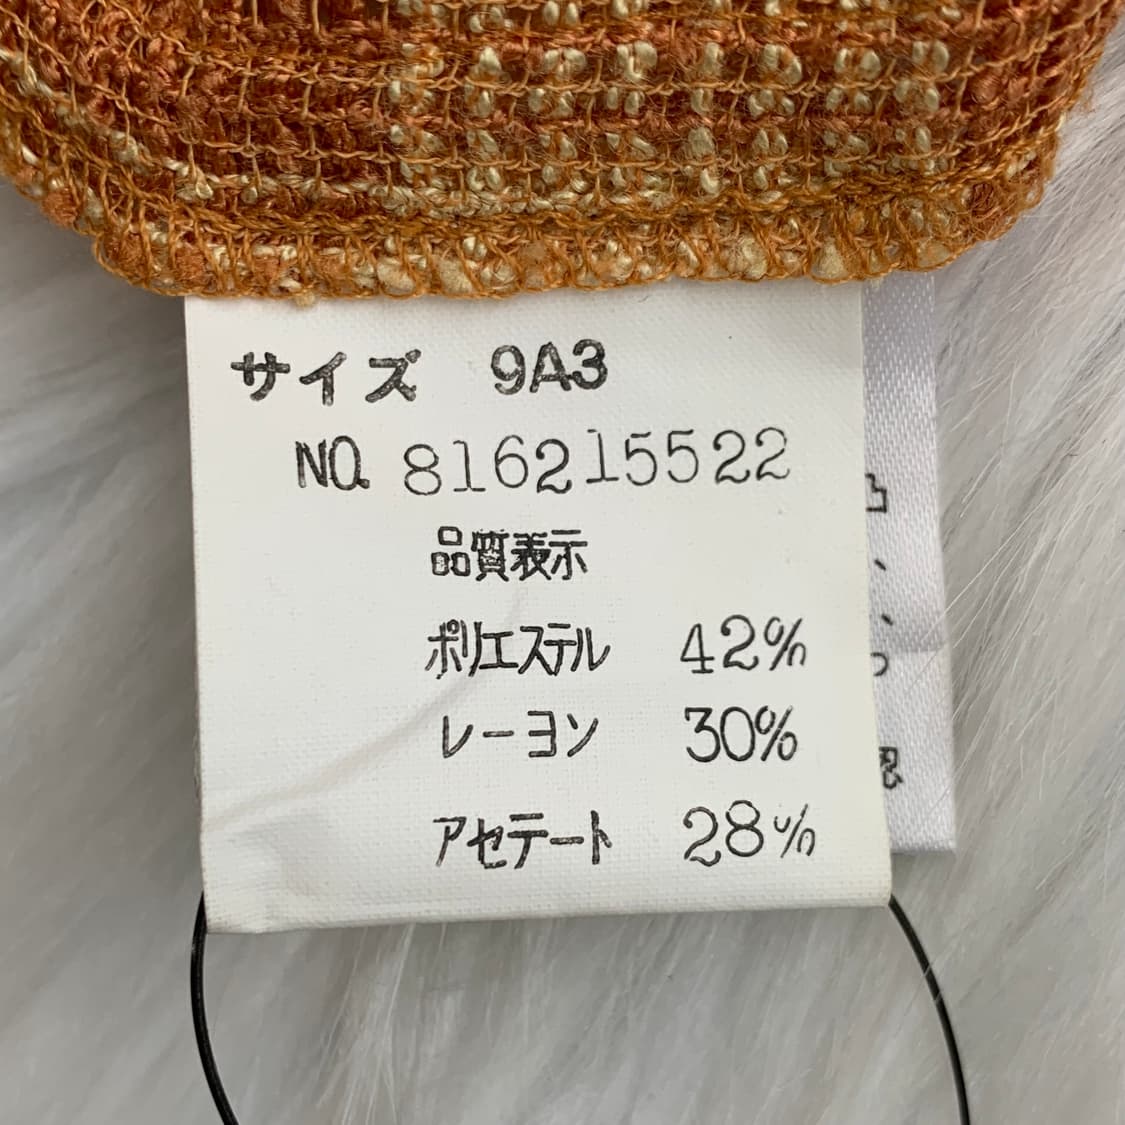 サイズ 9A3
NO. 816215522
品質表示
ポリエステル 42%
レーヨン 30%
アセテート 28%